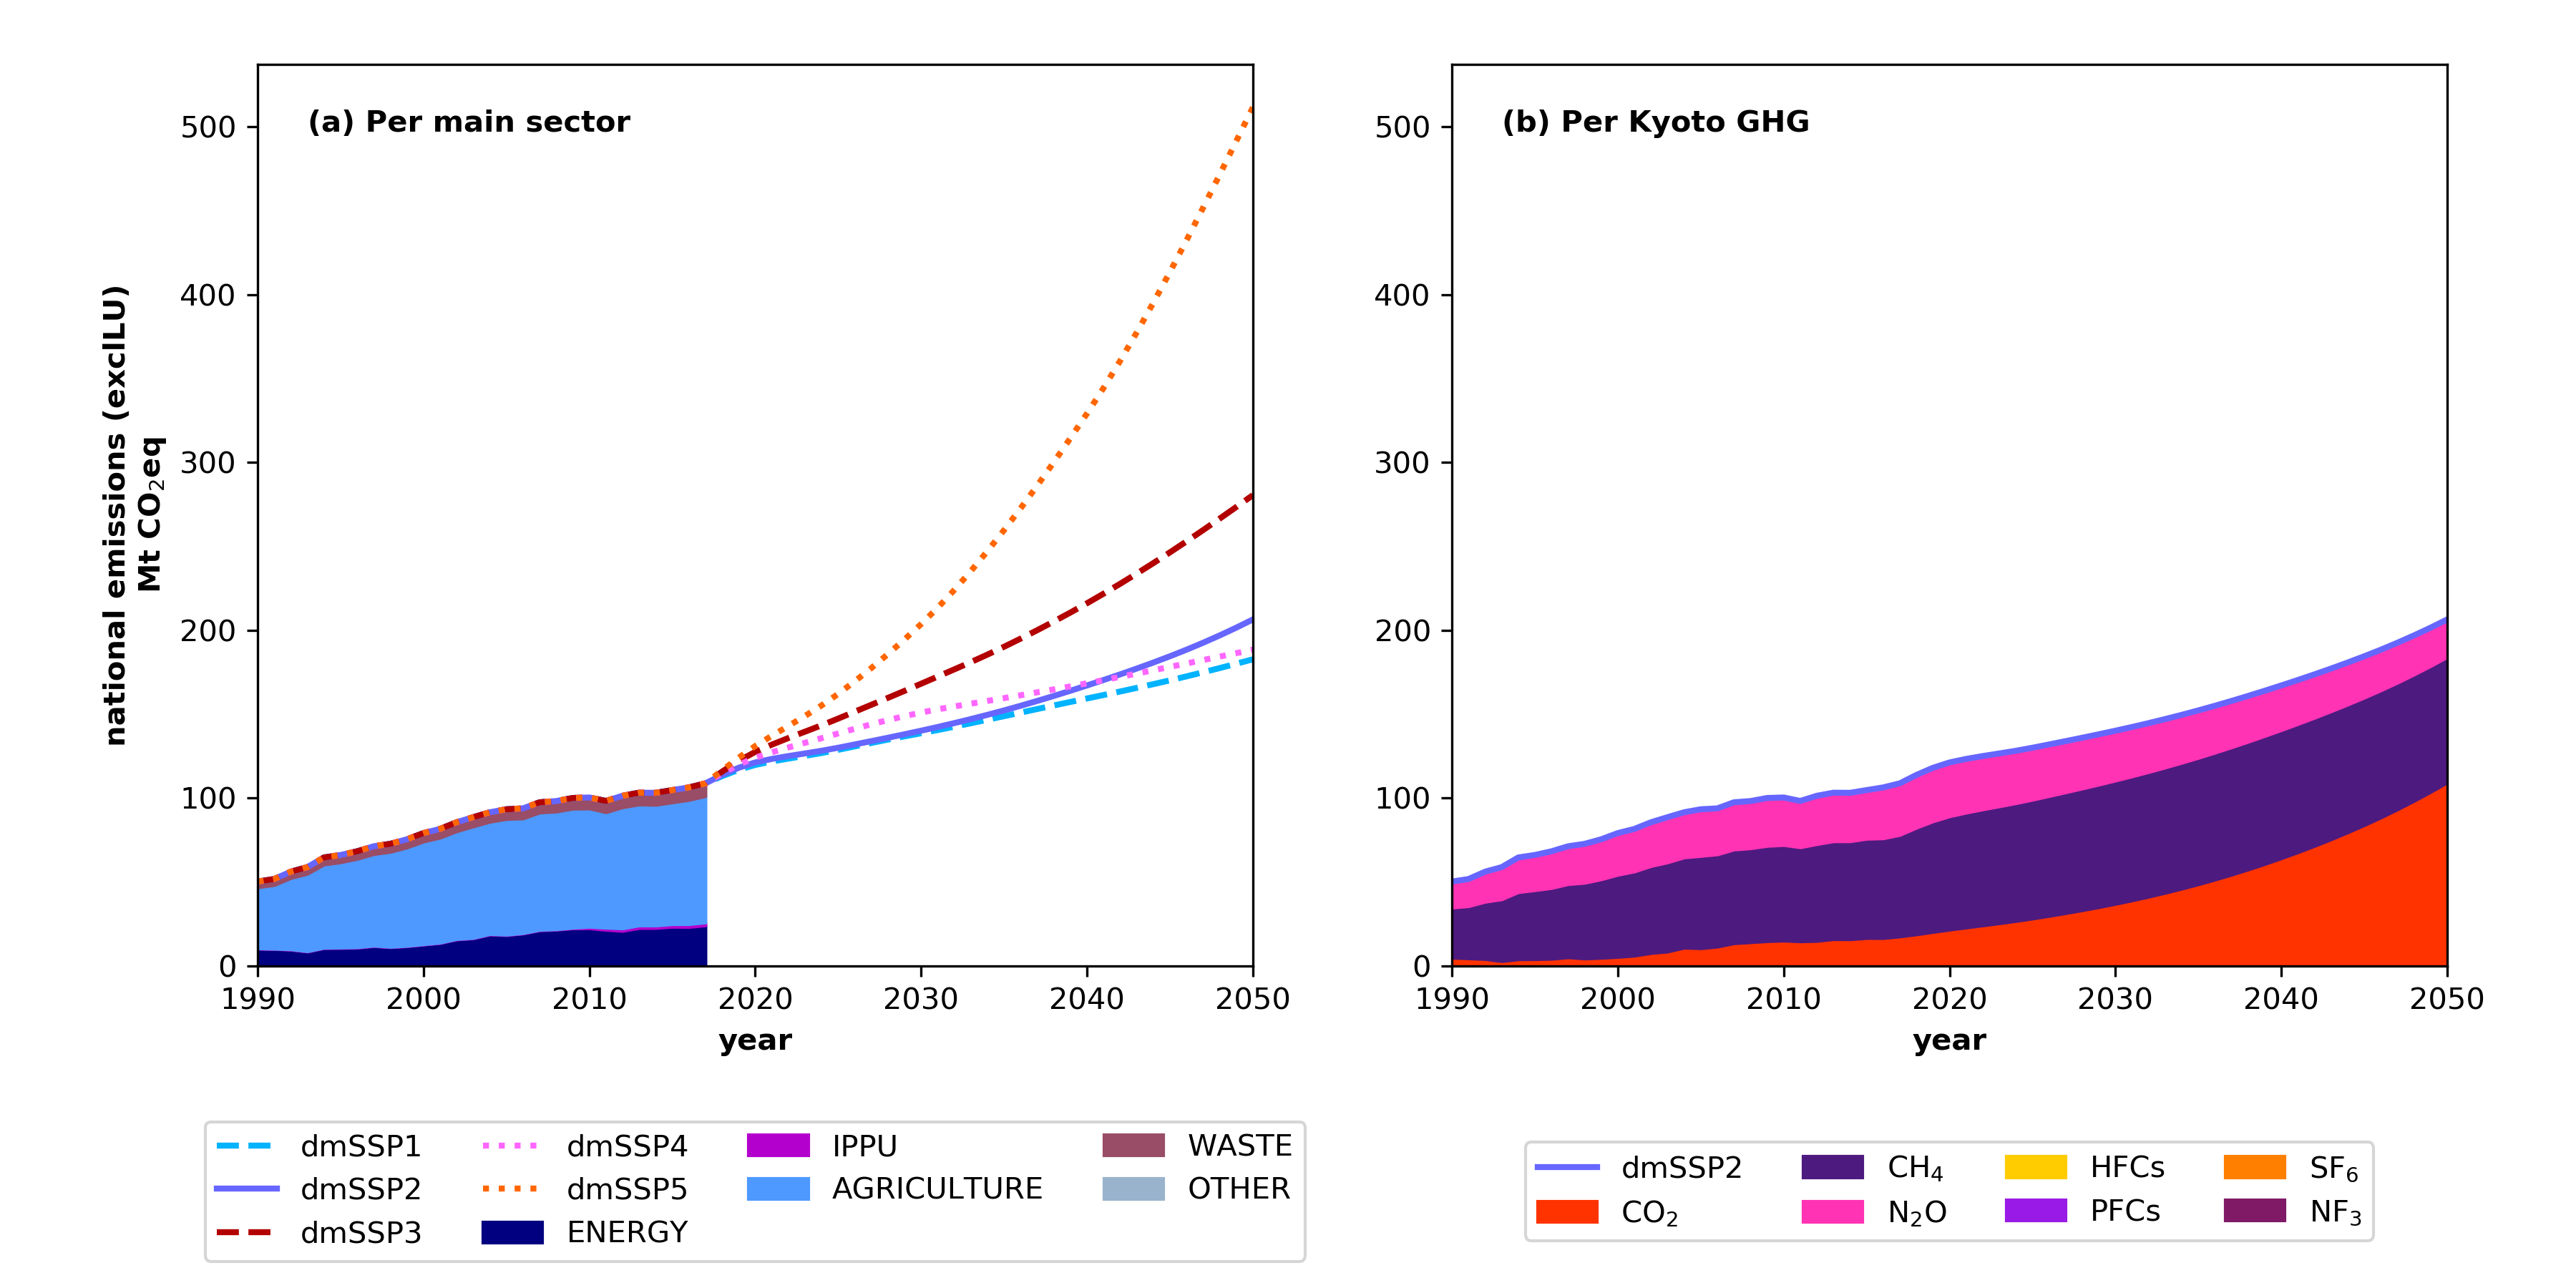 (a) Per main sector
national emissions (exclLU)
Mt CO₂eq
500
400
300
200
100
0
1990 2000 2010 2020 2030 2040 2050
year
dmSSP1 dmSSP4 IPPU WASTE
dmSSP2 dmSSP5 AGRICULTURE OTHER
dmSSP3 ENERGY
(b) Per Kyoto GHG
500
400
300
200
100
0
1990 2000 2010 2020 2030 2040 2050
year
dmSSP2 CH₄ HFCs SF₆
CO₂ N₂O PFCs NF₃